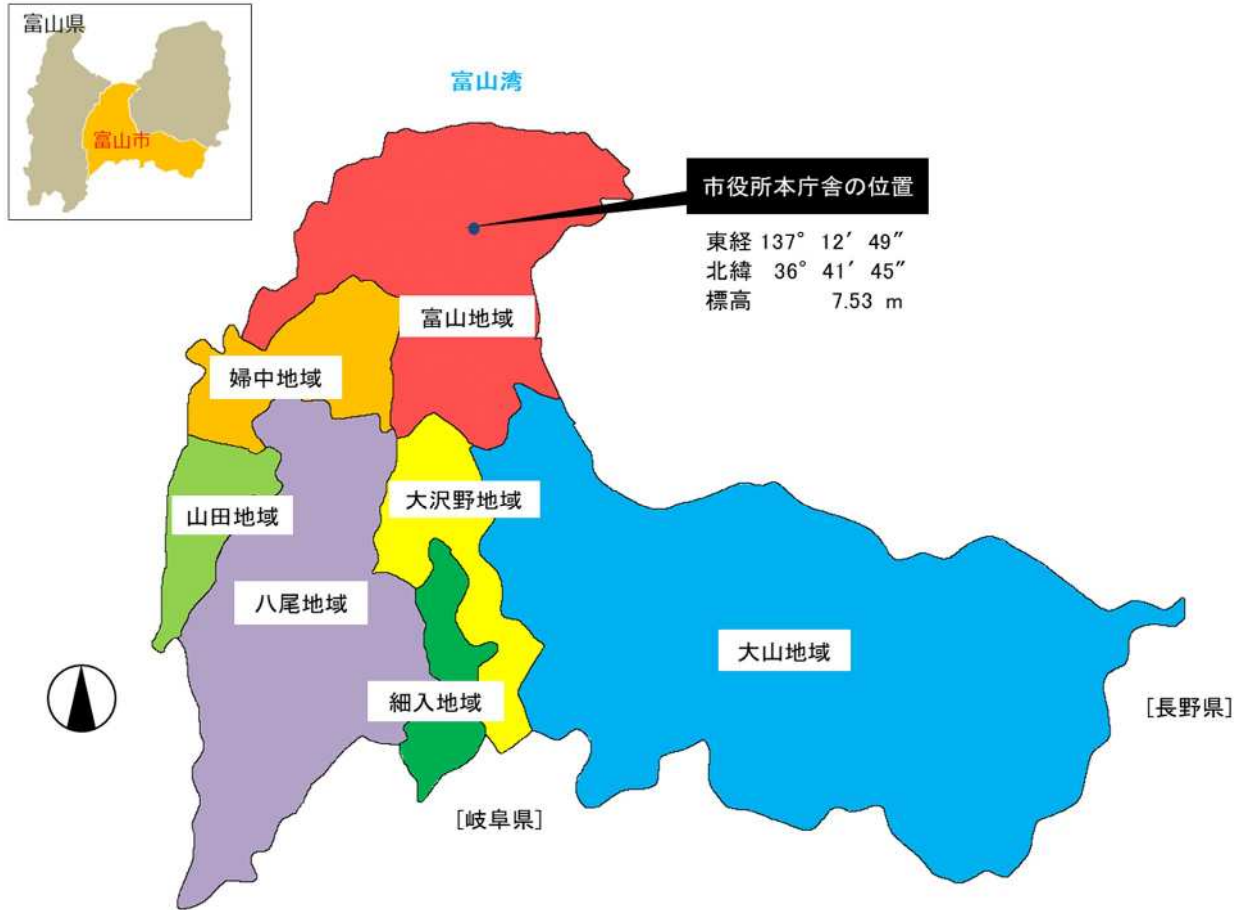 富山県
富山市
富山湾
市役所本庁舎の位置
東経 137° 12′ 49″
北緯 36° 41′ 45″
標高 7.53 m
富山地域
婦中地域
大沢野地域
山田地域
八尾地域
大山地域
細入地域
[長野県]
[岐阜県]